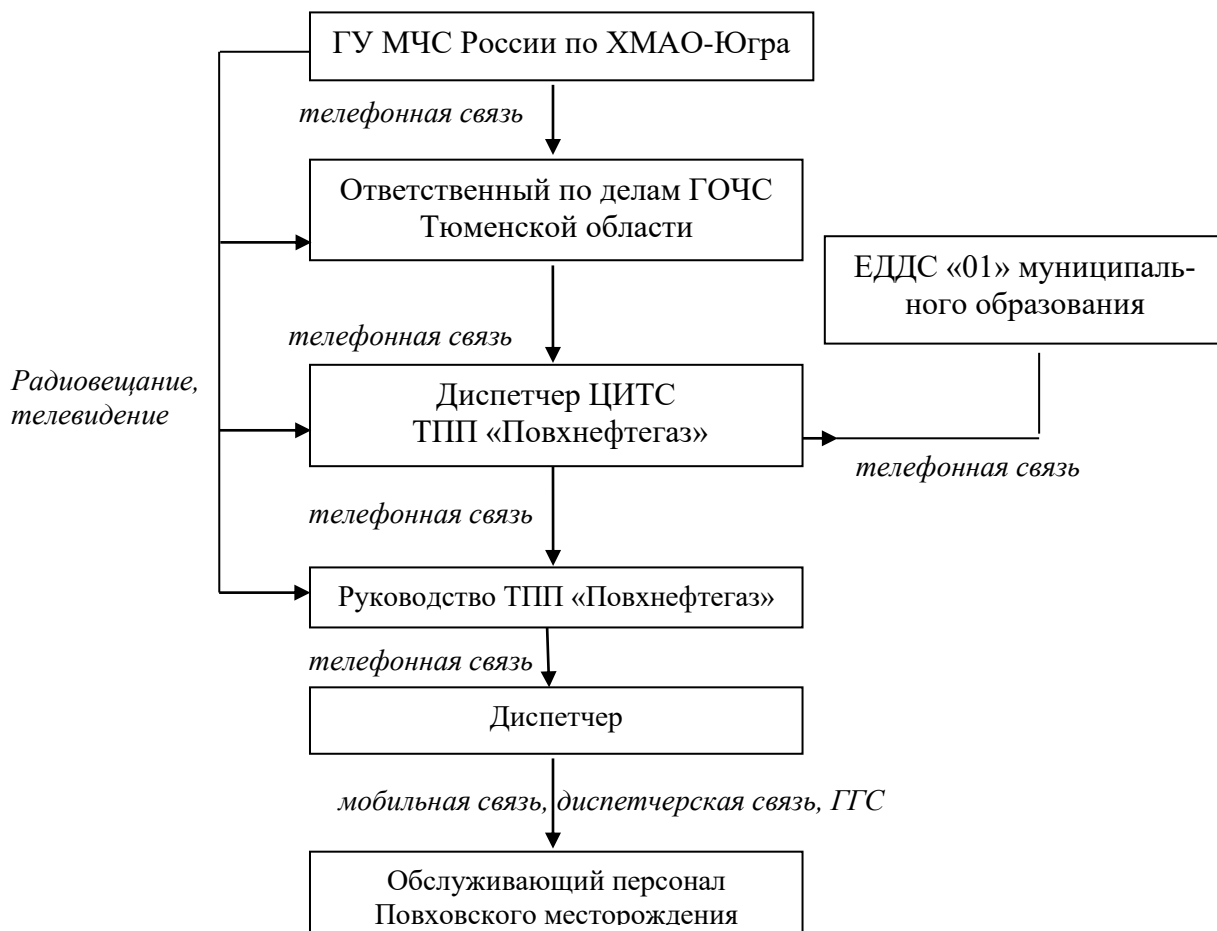 ГУ МЧС России по ХМАО-Югра
телефонная связь
Ответственный по делам ГОЧС
Тюменской области
ЕДДС «01» муниципаль-
ного образования
телефонная связь
Радиовещание,
телевидение
Диспетчер ЦИТС
ТПП «Повхнефтегаз»
телефонная связь
телефонная связь
Руководство ТПП «Повхнефтегаз»
телефонная связь
Диспетчер
мобильная связь, диспетчерская связь, ГГС
Обслуживающий персонал
Повховского месторождения